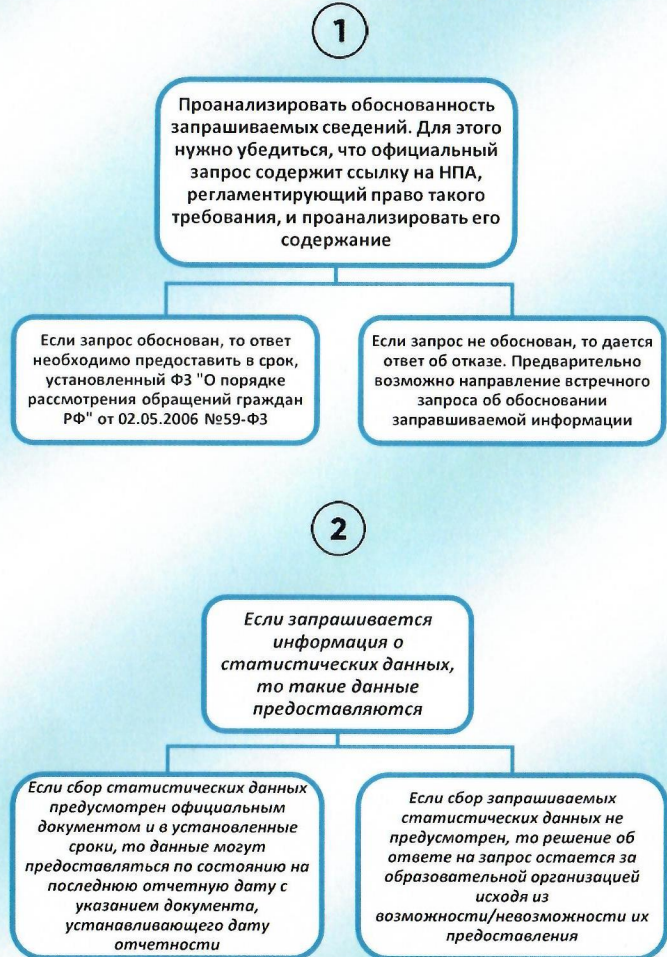 1
Проанализировать обоснованность
запрашиваемых сведений. Для этого
нужно убедиться, что официальный
запрос содержит ссылку на НПА,
регламентирующий право такого
требования, и проанализировать его
содержание
Если запрос обоснован, то ответ
необходимо предоставить в срок,
установленный ФЗ "О порядке
рассмотрения обращений граждан
РФ" от 02.05.2006 №59-ФЗ
Если запрос не обоснован, то дается
ответ об отказе. Предварительно
возможно направление встречного
запроса об обосновании
заправшиваемой информации
2
Если запрашивается
информация о
статистических данных,
то такие данные
предоставляются
Если сбор статистических данных
предусмотрен официальным
документом и в установленные
сроки, то данные могут
предоставляться по состоянию на
последнюю отчетную дату с
указанием документа,
устанавливающего дату
отчетности
Если сбор запрашиваемых
статистических данных не
предусмотрен, то решение об
ответе на запрос остается за
образовательной организацией
исходя из
возможности/невозможности их
предоставления